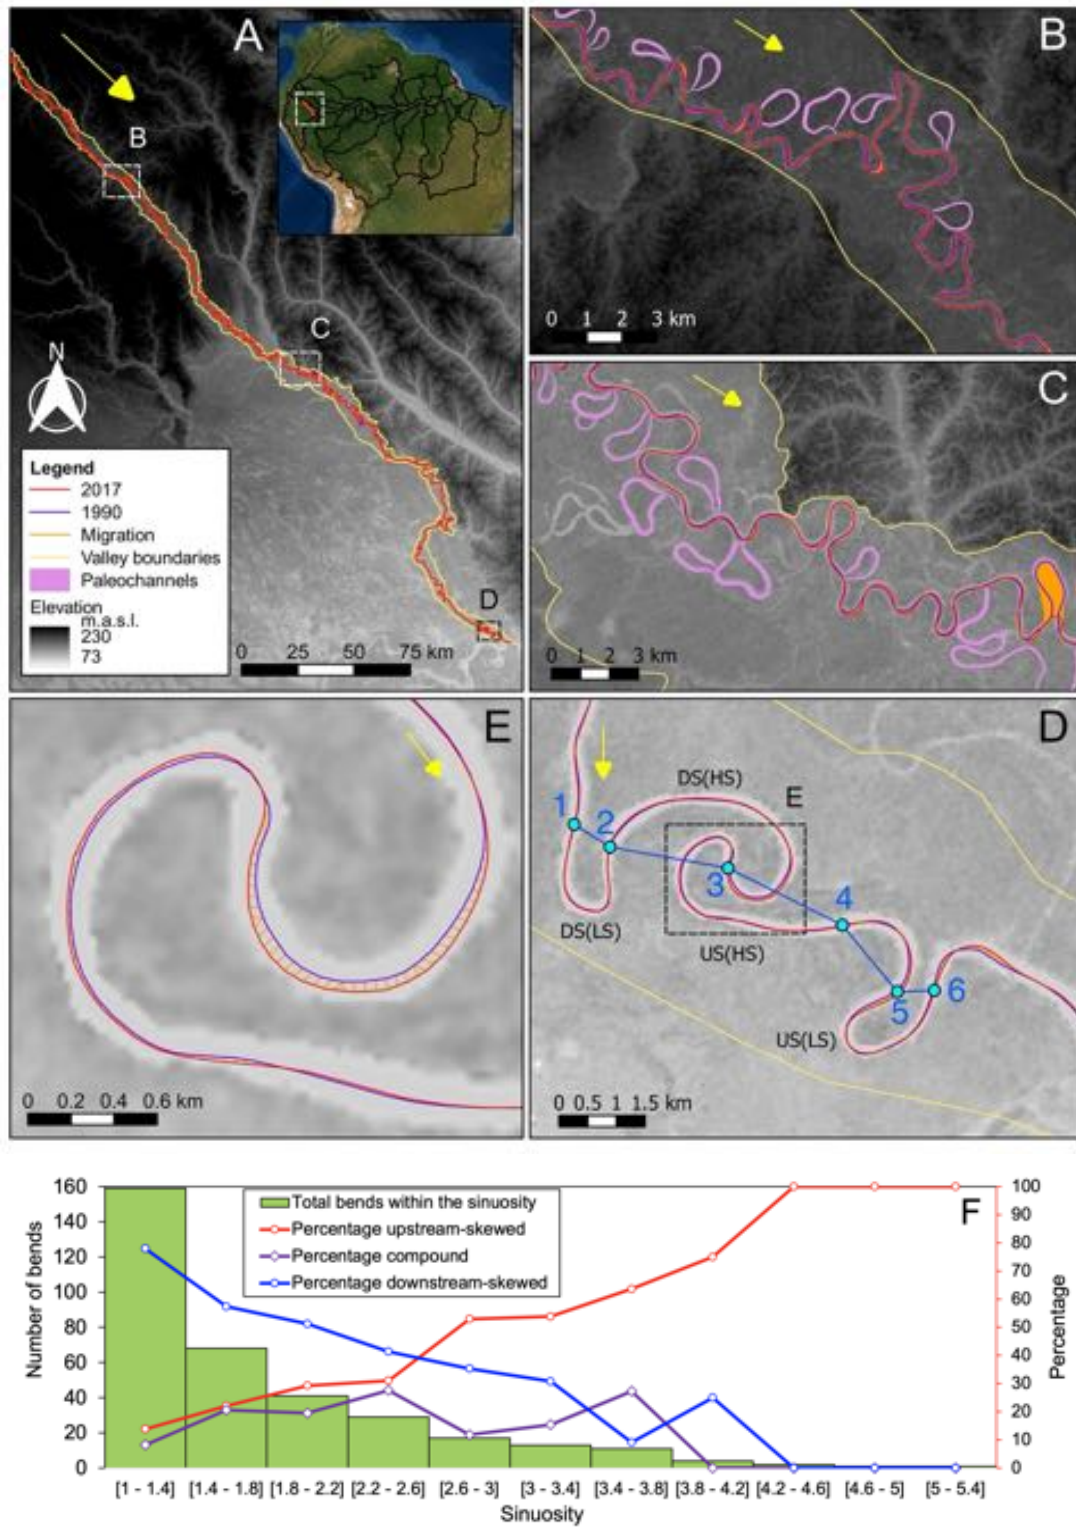 A
B
C
D
N
Legend
2017
1990
Migration
Valley boundaries
Paleochannels
Elevation
m.a.s.l.
230
73
0 25 50 75 km
B
0 1 2 3 km
C
0 1 2 3 km
E
0 0.2 0.4 0.6 km
D
DS(HS)
E
1
2
3
4
DS(LS)
US(HS)
5
6
US(LS)
0 0.5 1 1.5 km
F
Total bends within the sinuosity
Percentage upstream-skewed
Percentage compound
Percentage downstream-skewed
Number of bends
160
140
120
100
80
60
40
20
0
Percentage
100
90
80
70
60
50
40
30
20
10
0
[1 - 1.4] [1.4 - 1.8] [1.8 - 2.2] [2.2 - 2.6] [2.6 - 3] [3 - 3.4] [3.4 - 3.8] [3.8 - 4.2] [4.2 - 4.6] [4.6 - 5] [5 - 5.4]
Sinuosity